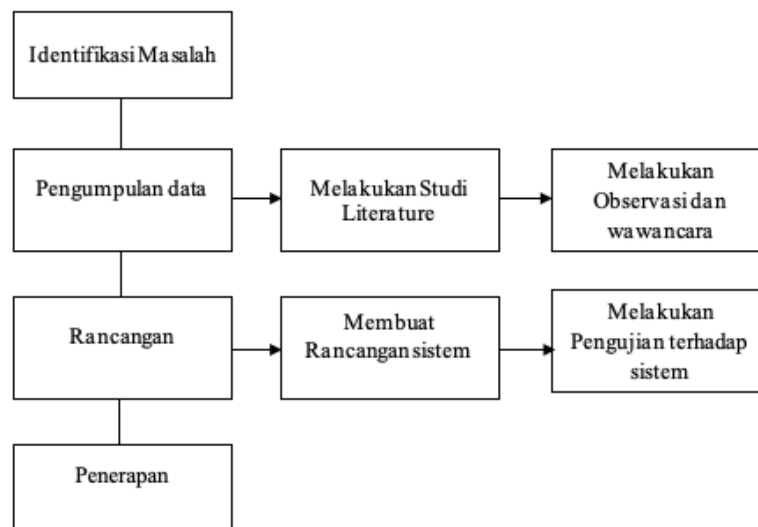 Identifikasi Masalah
Pengumpulan data
Melakukan Studi
Literature
Melakukan
Observasi dan
wawancara
Rancangan
Membuat
Rancangan sistem
Melakukan
Pengujian terhadap
sistem
Penerapan